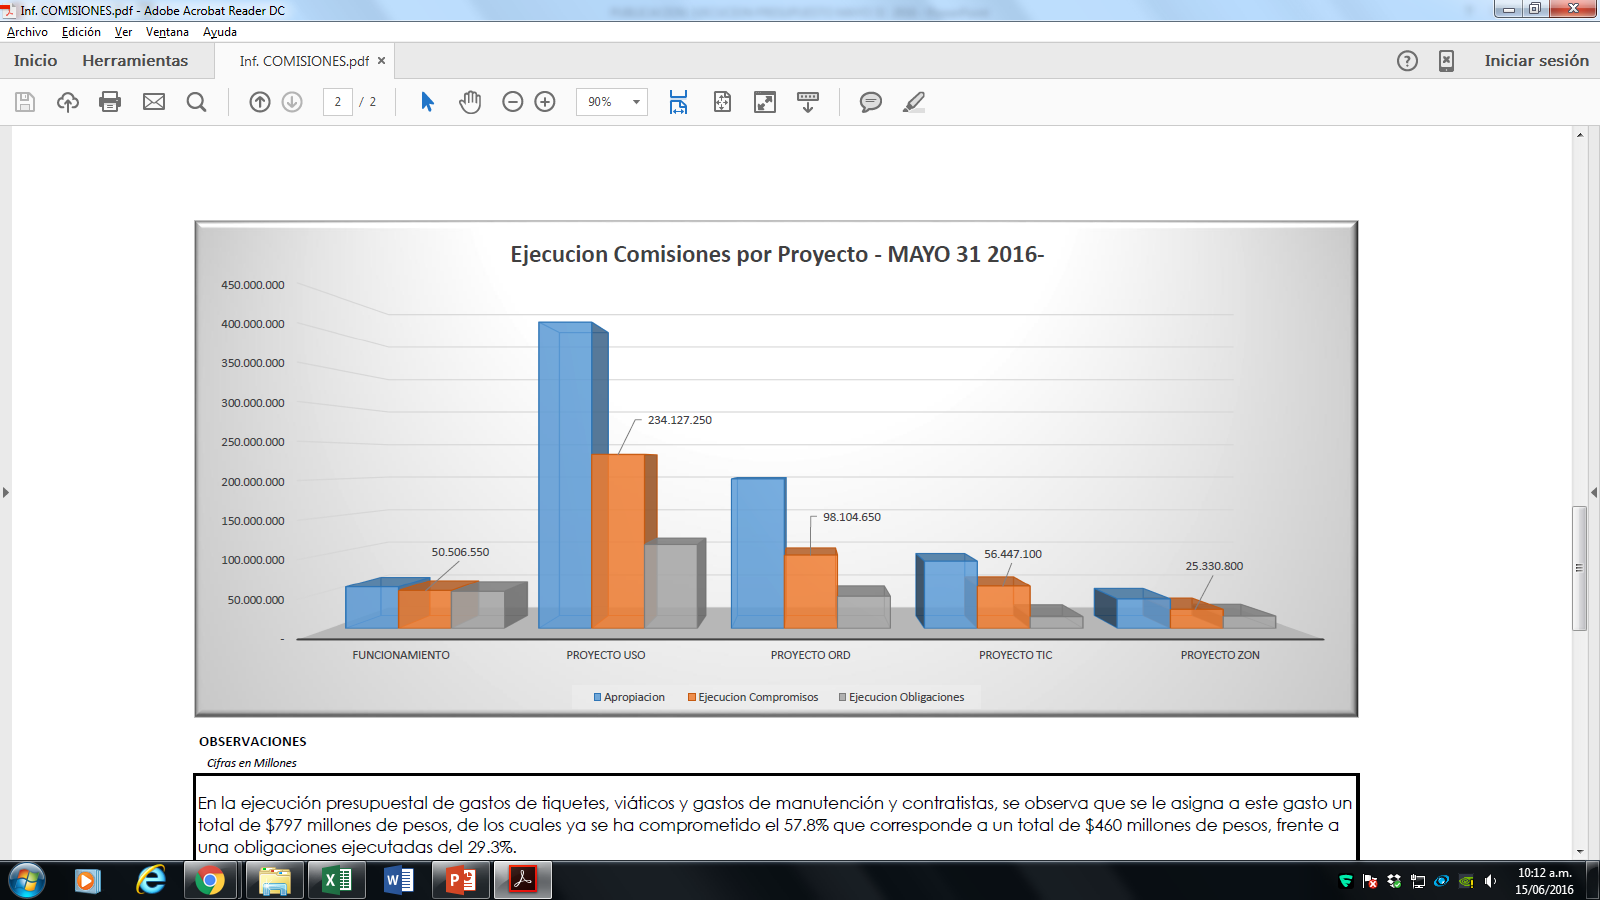 Inf. COMISIONES.pdf - Adobe Acrobat Reader DC
Archivo Edición Ver Ventana Ayuda
Inicio Herramientas Inf. COMISIONES.pdf × Iniciar sesión
2 / 2 90%
Ejecucion Comisiones por Proyecto - MAYO 31 2016-
450.000.000
400.000.000
350.000.000
300.000.000
250.000.000
200.000.000
150.000.000
100.000.000
50.000.000
-
50.506.550
234.127.250
98.104.650
56.447.100
25.330.800
FUNCIONAMIENTO PROYECTO USO PROYECTO ORD PROYECTO TIC PROYECTO ZON
Apropiacion Ejecucion Compromisos Ejecucion Obligaciones
OBSERVACIONES
Cifras en Millones
En la ejecución presupuestal de gastos de tiquetes, viáticos y gastos de manutención y contratistas, se observa que se le asigna a este gasto un
total de $797 millones de pesos, de los cuales ya se ha comprometido el 57.8% que corresponde a un total de $460 millones de pesos, frente a
una obligaciones ejecutadas del 29.3%.
10:12 a.m.
15/06/2016